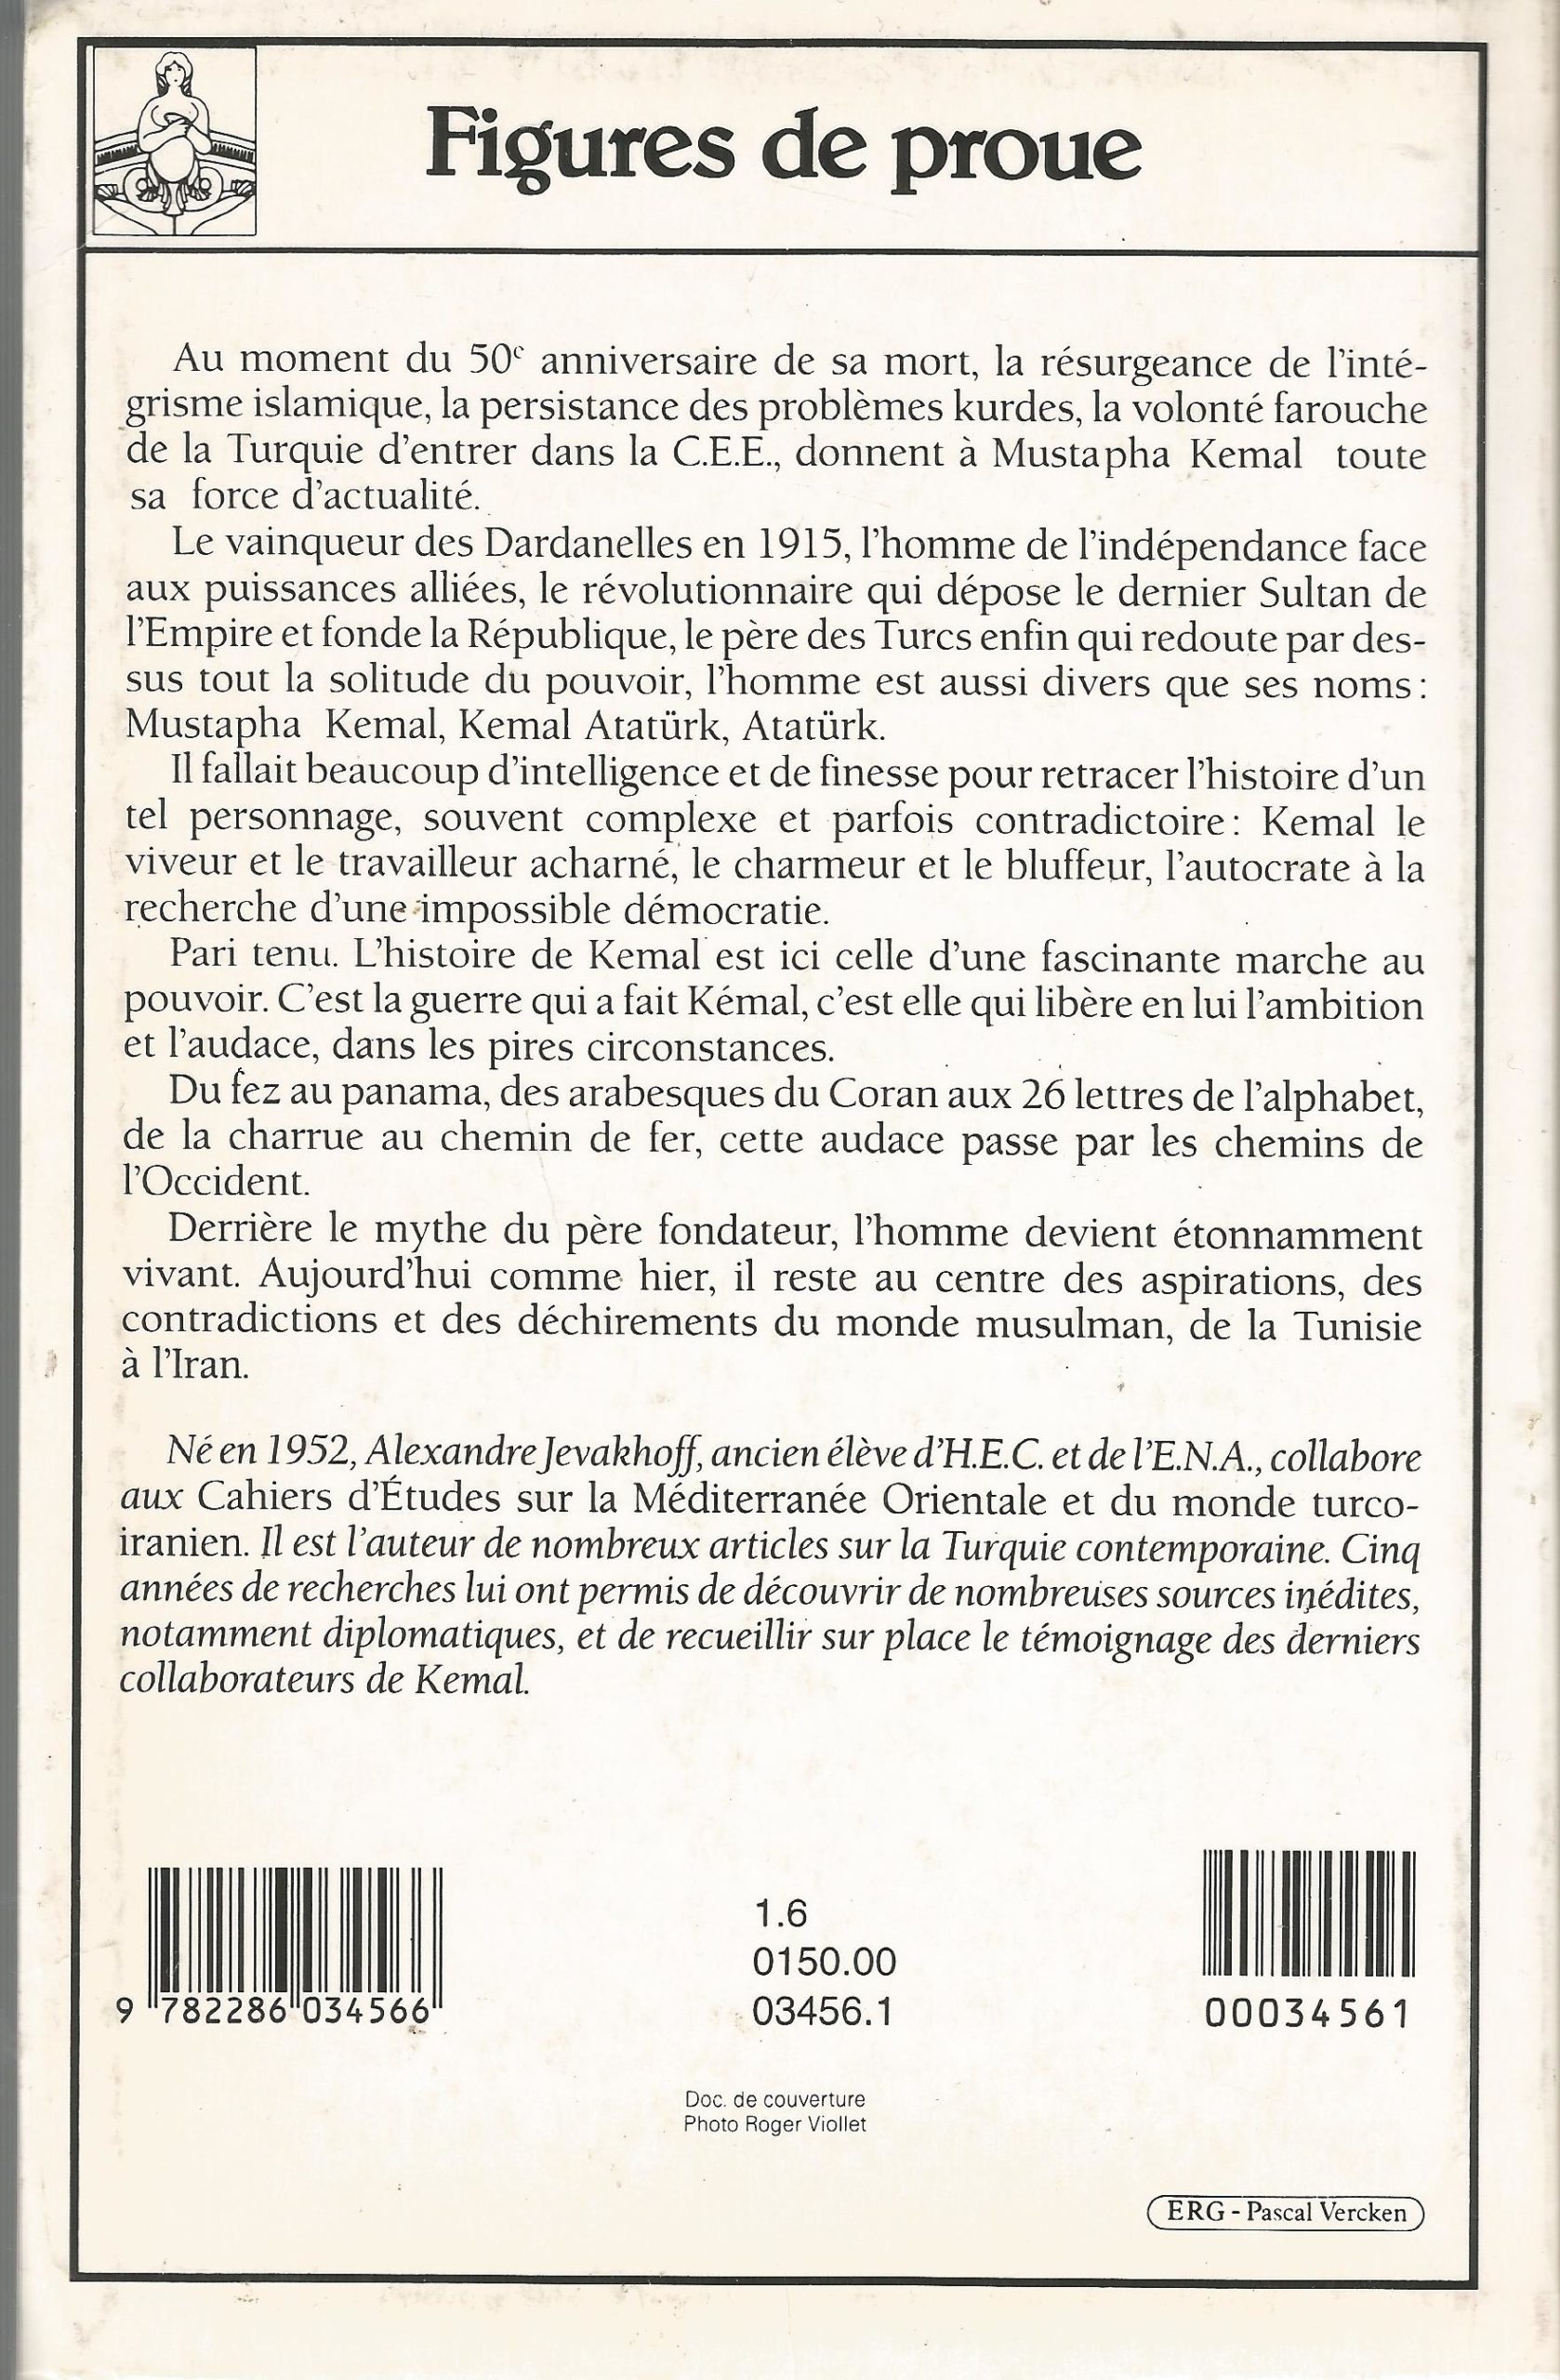 Figures de proue
Au moment du 50e anniversaire de sa mort, la résurgeance de l'inté-
grisme islamique, la persistance des problèmes kurdes, la volonté farouche
de la Turquie d'entrer dans la C.E.E., donnent à Mustapha Kemal toute
sa force d'actualité.
Le vainqueur des Dardanelles en 1915, l'homme de l'indépendance face
aux puissances alliées, le révolutionnaire qui dépose le dernier Sultan de
l'Empire et fonde la République, le père des Turcs enfin qui redoute par des-
sus tout la solitude du pouvoir, l'homme est aussi divers que ses noms :
Mustapha Kemal, Kemal Atatürk, Atatürk.
Il fallait beaucoup d'intelligence et de finesse pour retracer l'histoire d'un
tel personnage, souvent complexe et parfois contradictoire : Kemal le
viveur et le travailleur acharné, le charmeur et le bluffeur, l'autocrate à la
recherche d'une impossible démocratie.
Pari tenu. L'histoire de Kemal est ici celle d'une fascinante marche au
pouvoir. C'est la guerre qui a fait Kémal, c'est elle qui libère en lui l'ambition
et l'audace, dans les pires circonstances.
Du fez au panama, des arabesques du Coran aux 26 lettres de l'alphabet,
de la charrue au chemin de fer, cette audace passe par les chemins de
l'Occident.
Derrière le mythe du père fondateur, l'homme devient étonnamment
vivant. Aujourd'hui comme hier, il reste au centre des aspirations, des
contradictions et des déchirements du monde musulman, de la Tunisie
à l'Iran.
Né en 1952, Alexandre Jevakhoff, ancien élève d'H.E.C. et de l'E.N.A., collabore
aux Cahiers d'Études sur la Méditerranée Orientale et du monde turco-
iranien. Il est l'auteur de nombreux articles sur la Turquie contemporaine. Cinq
années de recherches lui ont permis de découvrir de nombreuses sources inédites,
notamment diplomatiques, et de recueillir sur place le témoignage des derniers
collaborateurs de Kemal.
9 782286 034566
1.6
0150.00
03456.1
00034561
Doc. de couverture
Photo Roger Viollet
ERG - Pascal Vercken